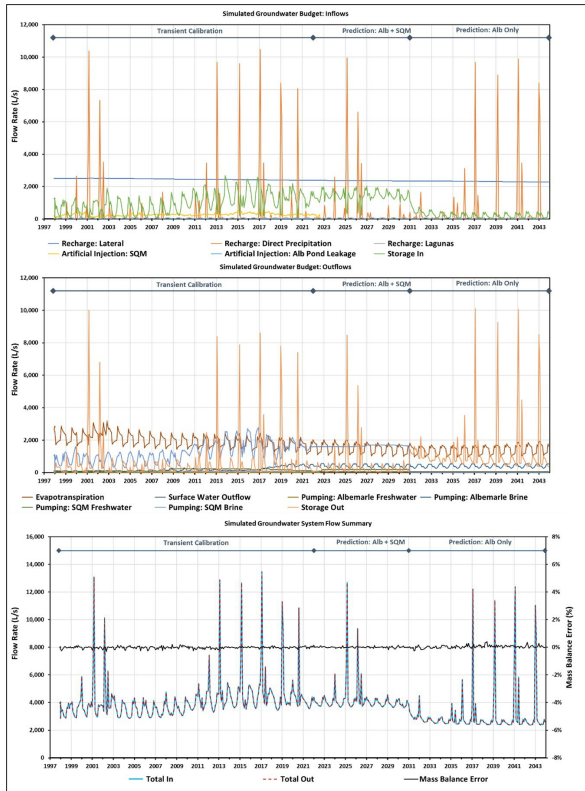 Simulated Groundwater Budget: Inflows
Transient Calibration Prediction: Alb + SQM Prediction: Alb Only
Flow Rate (L/s)
12,000
10,000
8,000
6,000
4,000
2,000
0
1997 1999 2001 2003 2005 2007 2009 2011 2013 2015 2017 2019 2021 2023 2025 2027 2029 2031 2033 2035 2037 2039 2041 2043
Recharge: Lateral Recharge: Direct Precipitation Recharge: Lagunas
Artificial Injection: SQM Artificial Injection: Alb Pond Leakage Storage In
Simulated Groundwater Budget: Outflows
Transient Calibration Prediction: Alb + SQM Prediction: Alb Only
Flow Rate (L/s)
12,000
10,000
8,000
6,000
4,000
2,000
0
1997 1999 2001 2003 2005 2007 2009 2011 2013 2015 2017 2019 2021 2023 2025 2027 2029 2031 2033 2035 2037 2039 2041 2043
Evapotranspiration Surface Water Outflow Pumping: Albemarle Freshwater Pumping: Albemarle Brine
Pumping: SQM Freshwater Pumping: SQM Brine Storage Out
Simulated Groundwater System Flow Summary
Transient Calibration Prediction: Alb + SQM Prediction: Alb Only
Flow Rate (L/s)
16,000
14,000
12,000
10,000
8,000
6,000
4,000
2,000
0
8%
6%
4%
2%
0%
-2%
-4%
-6%
-8%
Mass Balance Error (%)
1997 1999 2001 2003 2005 2007 2009 2011 2013 2015 2017 2019 2021 2023 2025 2027 2029 2031 2033 2035 2037 2039 2041 2043
Total In Total Out Mass Balance Error